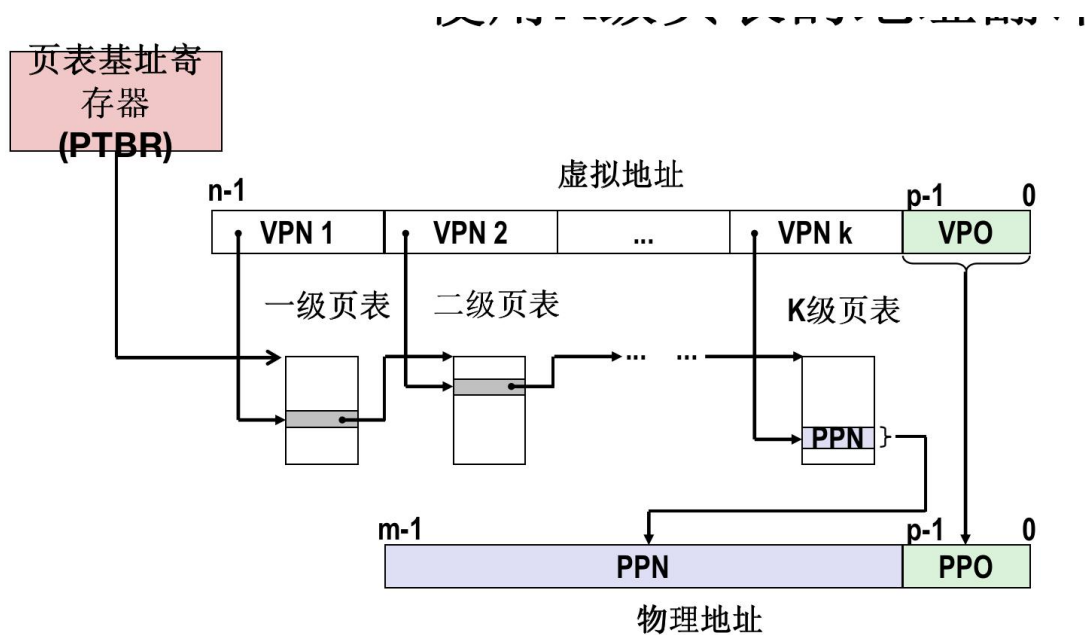 页表基址寄
存器
(PTBR)
虚拟地址
n-1
p-1
0
VPN 1
VPN 2
...
VPN k
VPO
一级页表
二级页表
K级页表
... ...
PPN
m-1
p-1
0
PPN
PPO
物理地址